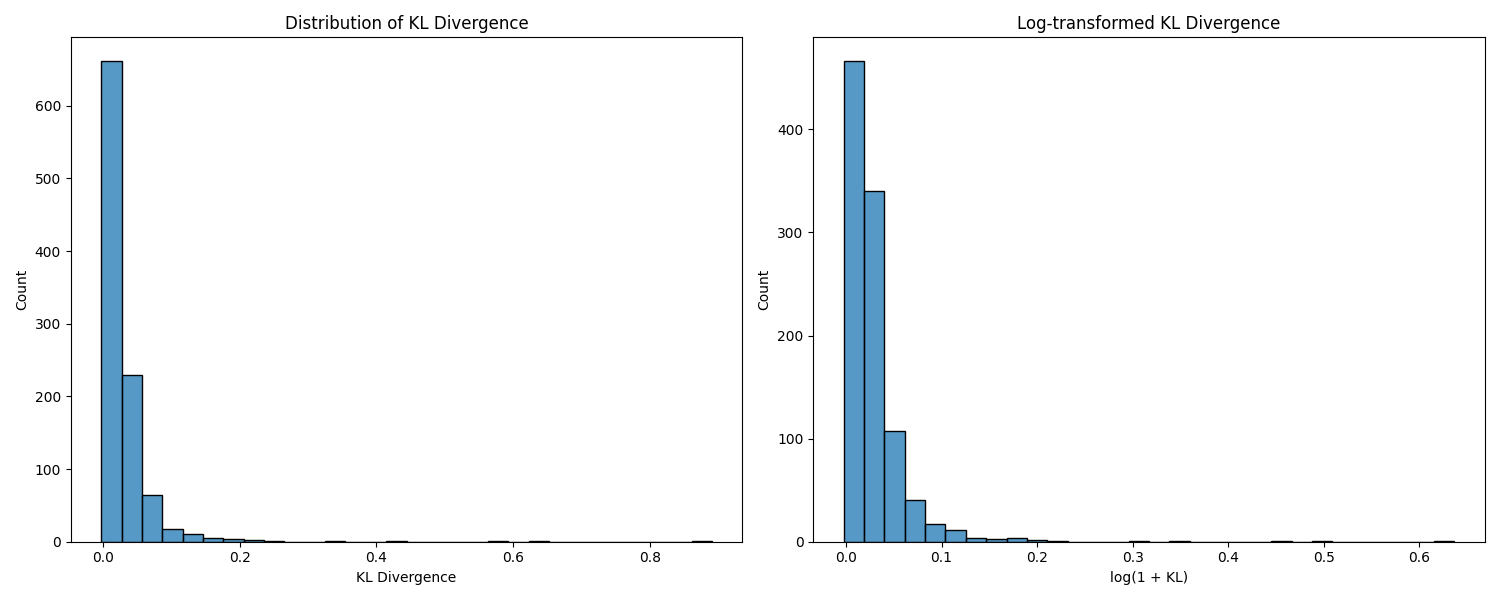 Distribution of KL Divergence
600
500
400
300
200
100
0
Count
0.0 0.2 0.4 0.6 0.8
KL Divergence
Log-transformed KL Divergence
400
300
200
100
0
Count
0.0 0.1 0.2 0.3 0.4 0.5 0.6
log(1 + KL)